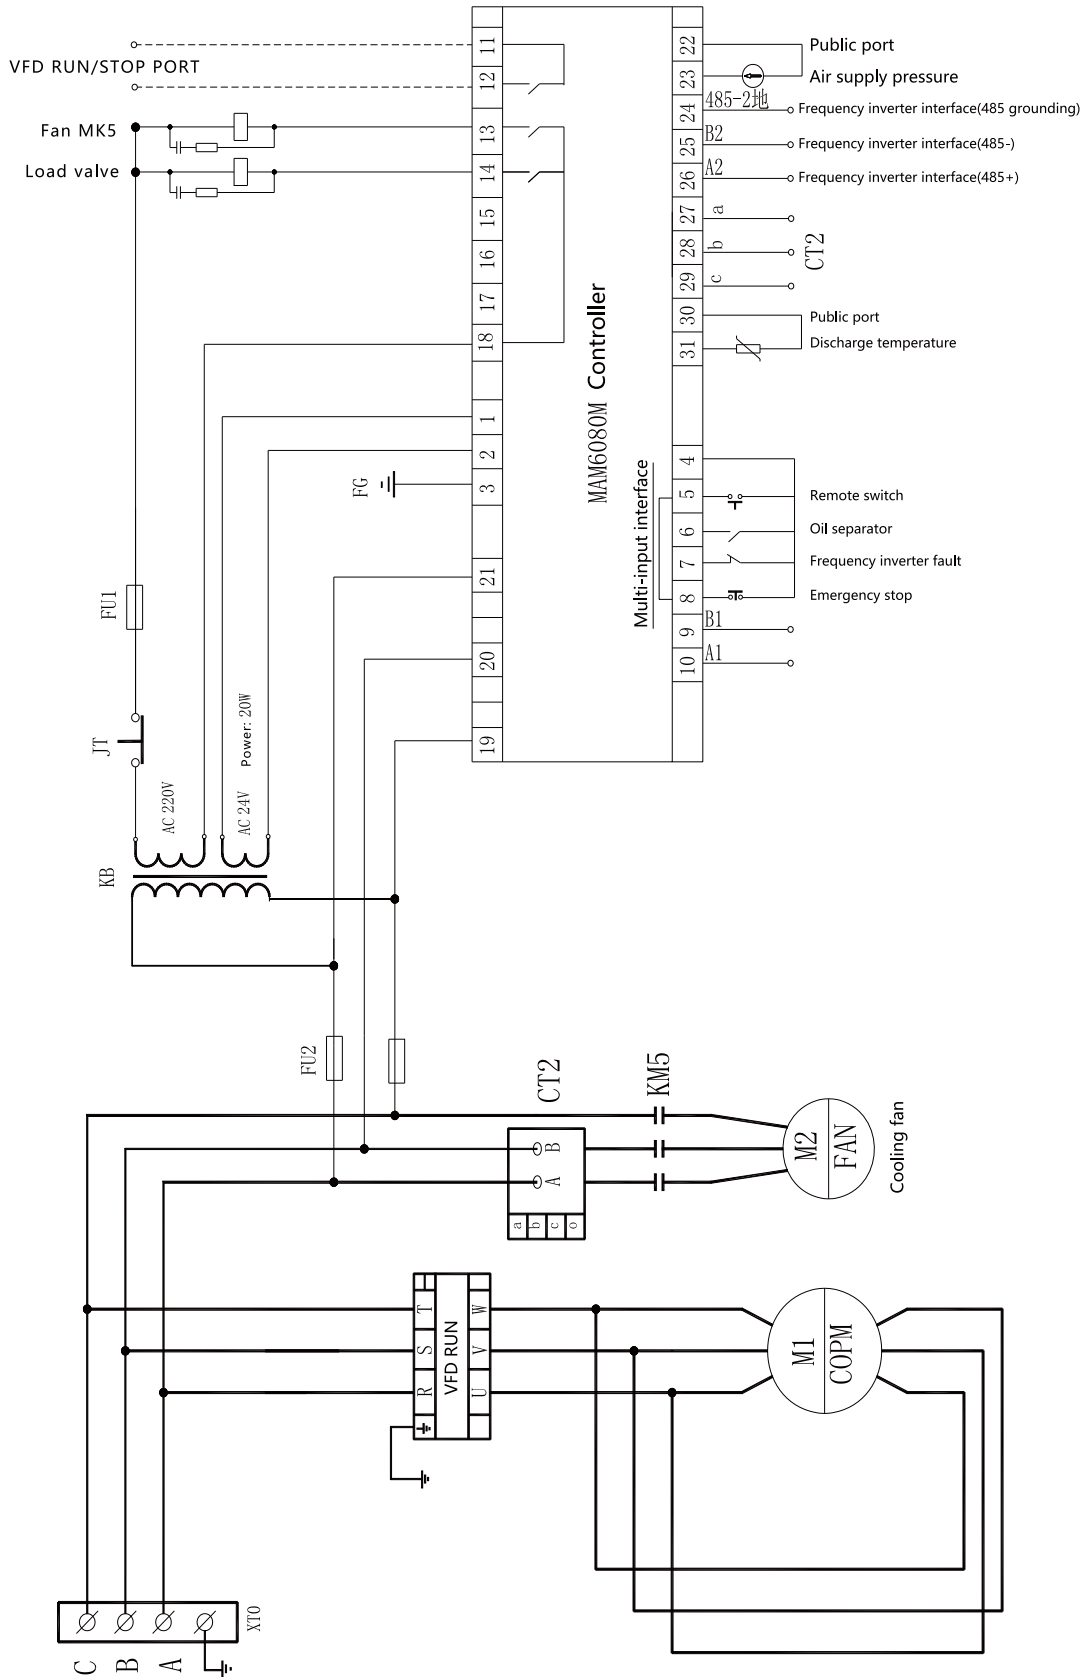 VFD RUN/STOP PORT
Fan MK5
Load valve
11
12
13
14
15
16
17
18
1
2
3
21
20
19
FG
MAM6080M Controller
Multi-input interface
22
23
24
25
26
27
28
29
30
31
4
5
6
7
8
9
10
Public port
Air supply pressure
485-2地
Frequency inverter interface(485 grounding)
B2
Frequency inverter interface(485-)
A2
Frequency inverter interface(485+)
a
b
c
CT2
Public port
Discharge temperature
Remote switch
Oil separator
Frequency inverter fault
Emergency stop
B1
A1
FU1
JT
AC 220V
AC 24V
Power: 20W
KB
FU2
CT2
KM5
B
A
a
b
c
o
M2
FAN
Cooling fan
T
S
R
VFD RUN
W
V
U
M1
COPM
XT0
C
B
A